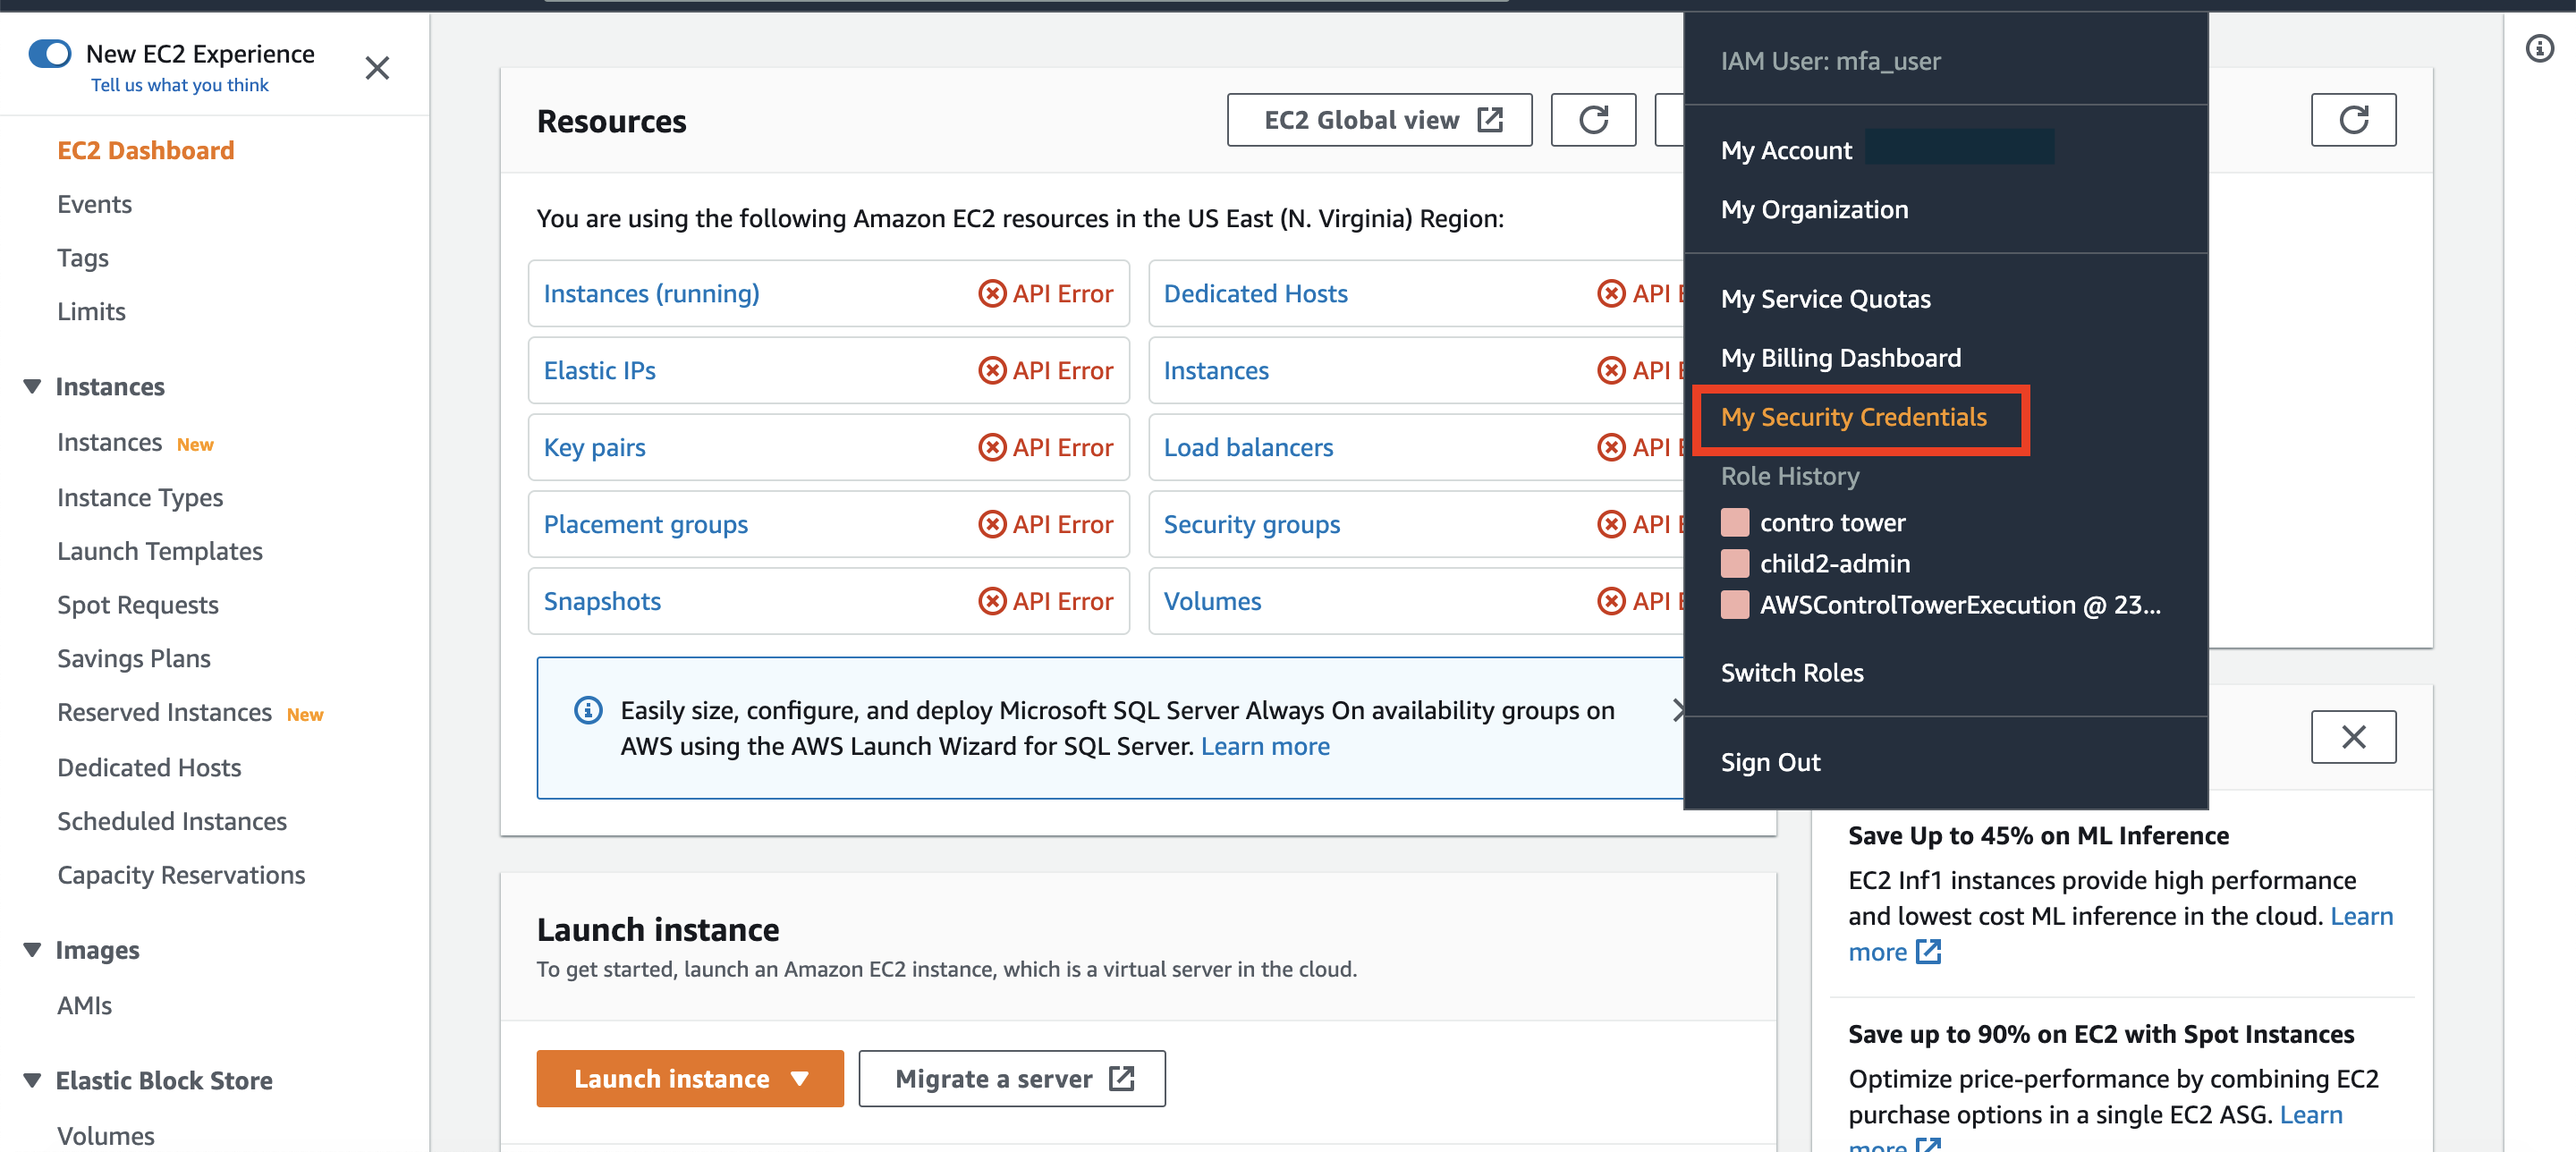 New EC2 Experience
Tell us what you think
EC2 Dashboard
Events
Tags
Limits
Instances
Instances New
Instance Types
Launch Templates
Spot Requests
Savings Plans
Reserved Instances New
Dedicated Hosts
Scheduled Instances
Capacity Reservations
Images
AMIs
Elastic Block Store
Volumes
Resources
EC2 Global view
You are using the following Amazon EC2 resources in the US East (N. Virginia) Region:
Instances (running) API Error
Dedicated Hosts API
Elastic IPs API Error
Instances API
Key pairs API Error
Load balancers API
Placement groups API Error
Security groups API
Snapshots API Error
Volumes API
Easily size, configure, and deploy Microsoft SQL Server Always On availability groups on
AWS using the AWS Launch Wizard for SQL Server. Learn more
Launch instance
To get started, launch an Amazon EC2 instance, which is a virtual server in the cloud.
Launch instance
Migrate a server
IAM User: mfa_user
My Account
My Organization
My Service Quotas
My Billing Dashboard
My Security Credentials
Role History
contro tower
child2-admin
AWSControlTowerExecution @ 23...
Switch Roles
Sign Out
Save Up to 45% on ML Inference
EC2 Inf1 instances provide high performance
and lowest cost ML inference in the cloud. Learn
more
Save up to 90% on EC2 with Spot Instances
Optimize price-performance by combining EC2
purchase options in a single EC2 ASG. Learn
more